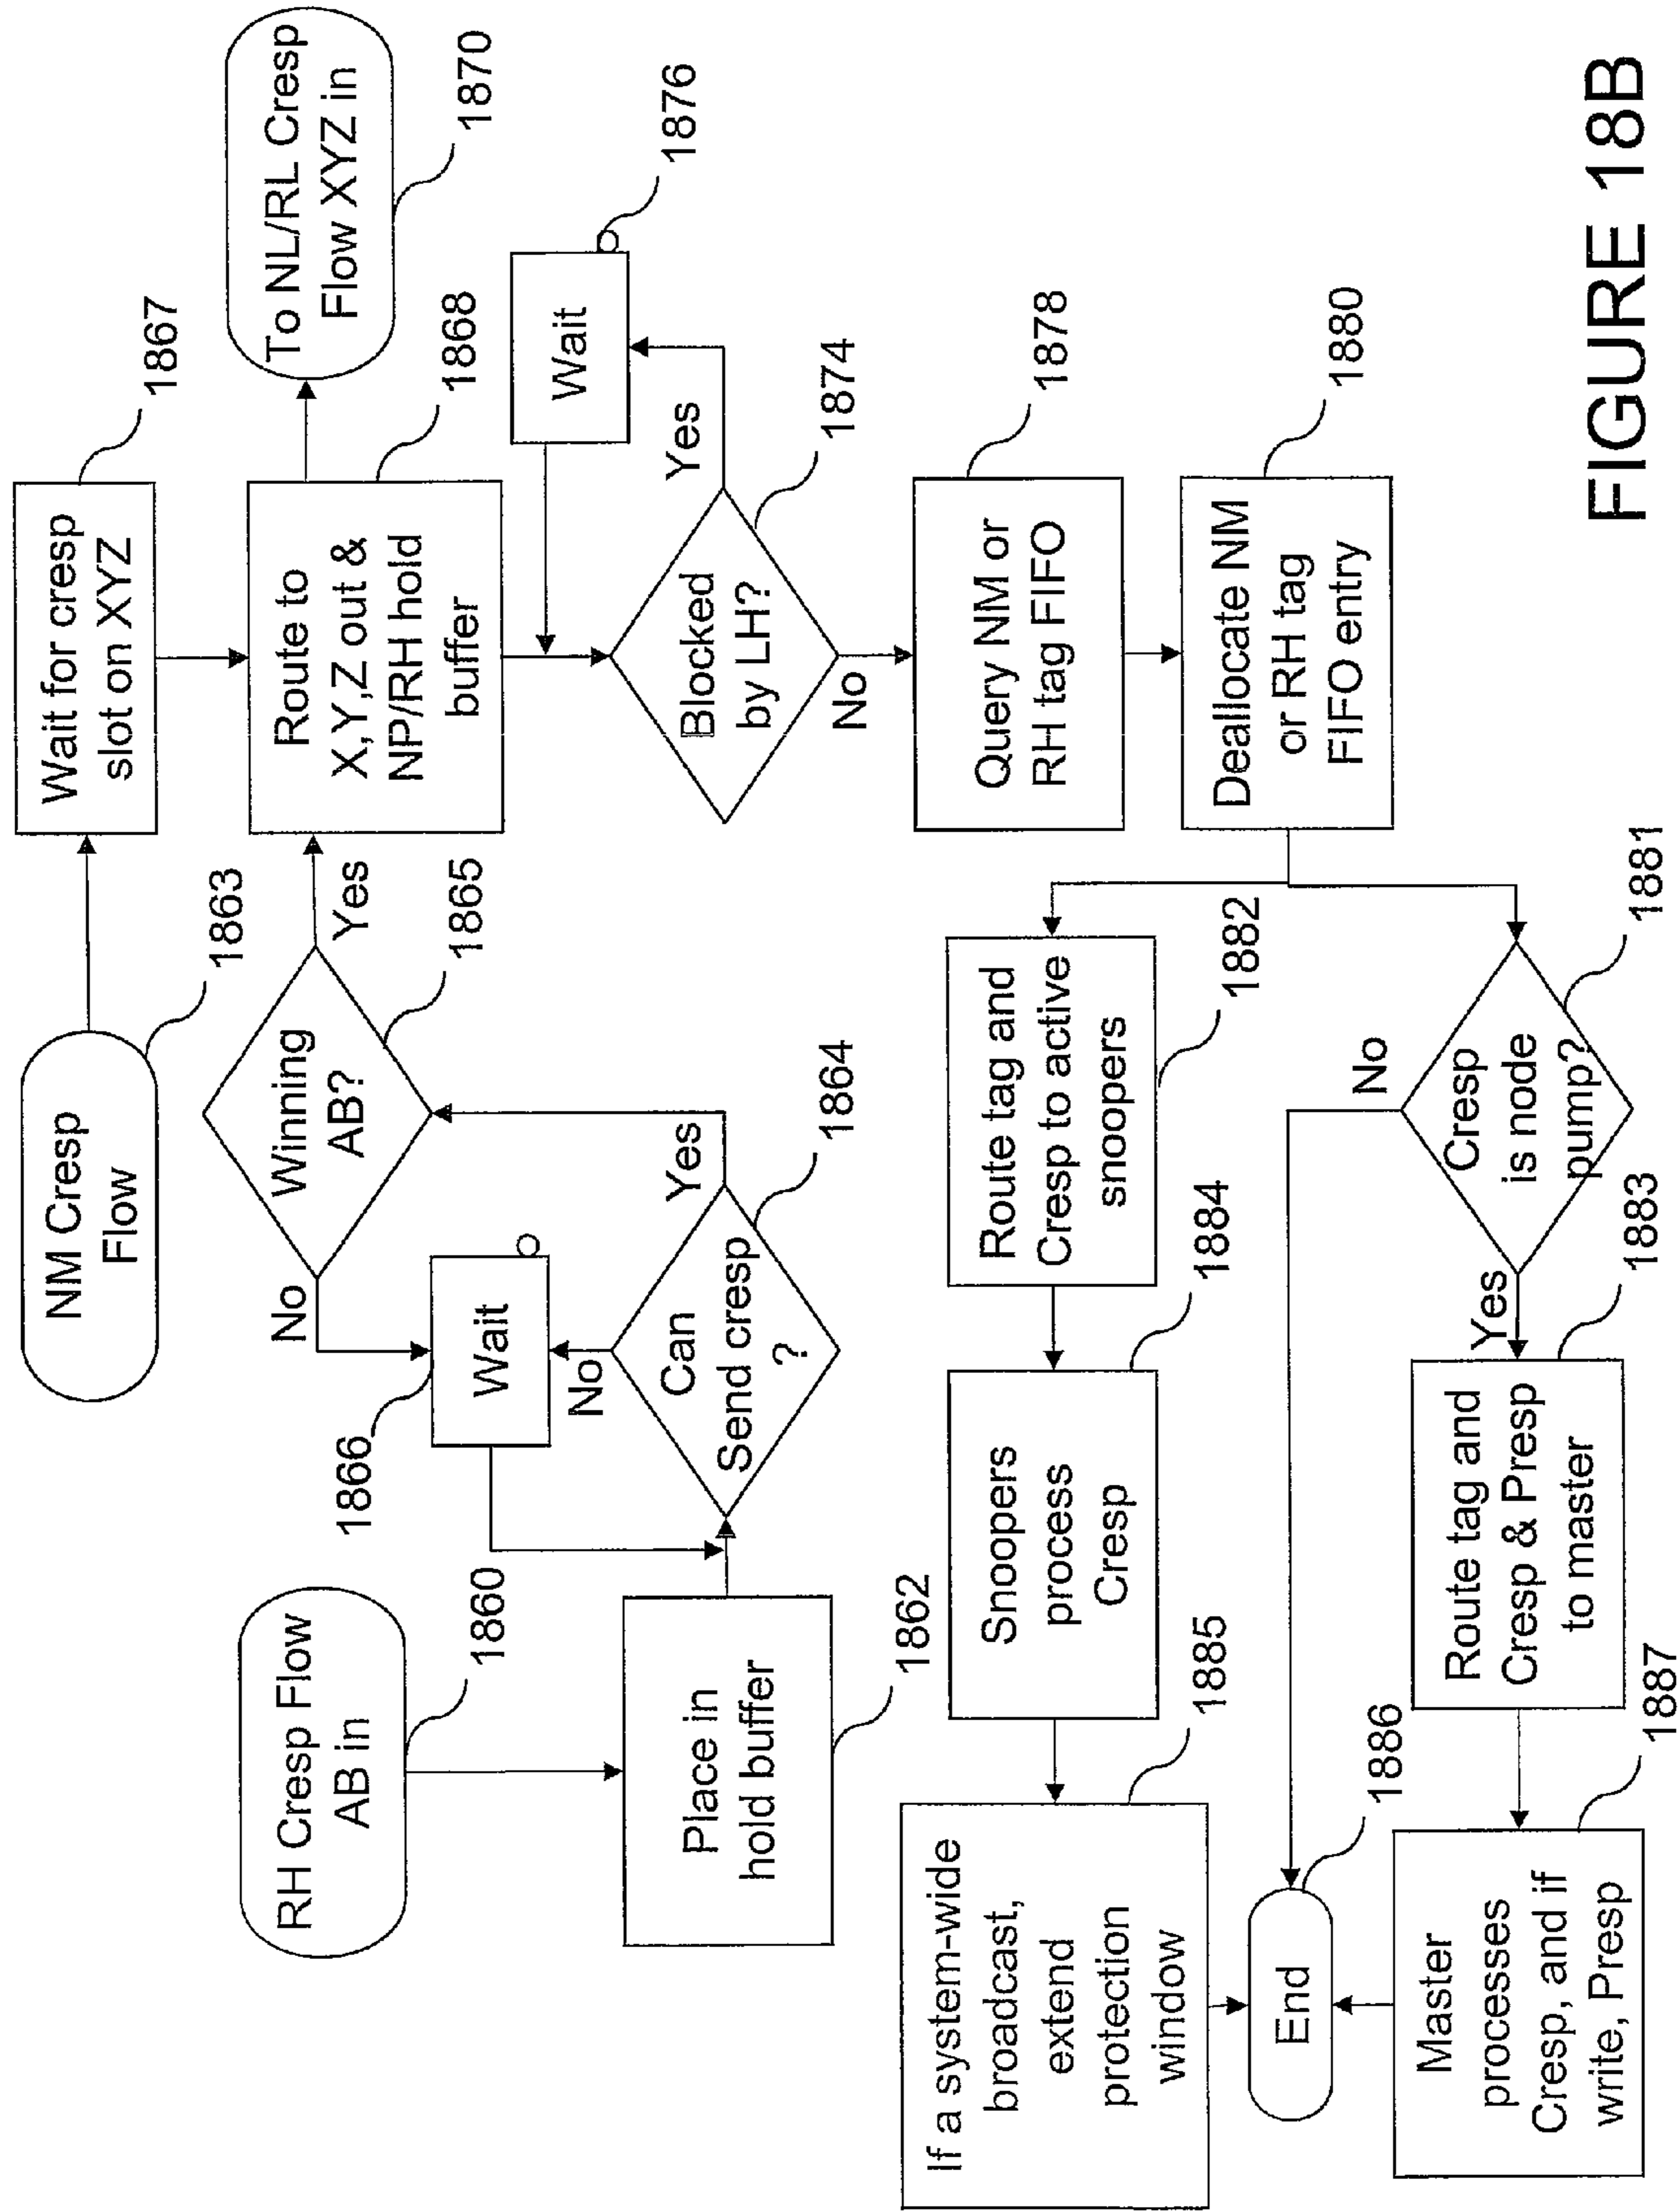 RH Cresp Flow
AB in
1860
Place in
hold buffer
1862
NM Cresp
Flow
1863
Can
Send cresp
?
1864
Yes
No
Wait
1866
Winning
AB?
1865
No
Yes
Wait for cresp
slot on XYZ
1867
Route to
X,Y,Z out &
NP/RH hold
buffer
1868
To NL/RL Cresp
Flow XYZ in
1870
Blocked
by LH?
1874
Yes
No
Wait
1876
Query NM or
RH tag FIFO
1878
Deallocate NM
or RH tag
FIFO entry
1880
Route tag and
Cresp to active
snoopers
1882
Snoopers
process
Cresp
1884
If a system-wide
broadcast,
extend
protection
window
1885
Cresp
is node
pump?
1881
No
Yes
Route tag and
Cresp & Presp
to master
1883
Master
processes
Cresp, and if
write, Presp
1887
End
1886
FIGURE 18B